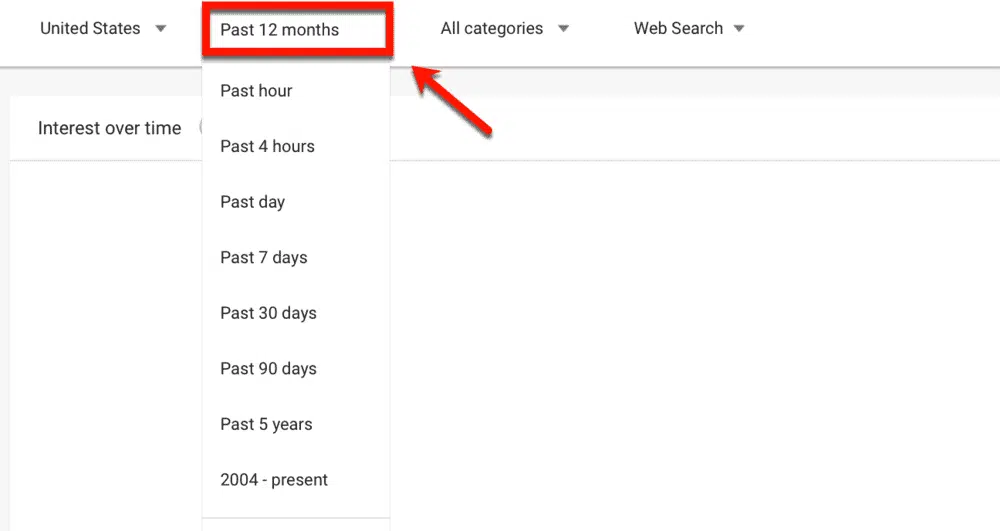 United States
Past 12 months
All categories
Web Search
Past hour
Interest over time
Past 4 hours
Past day
Past 7 days
Past 30 days
Past 90 days
Past 5 years
2004 - present